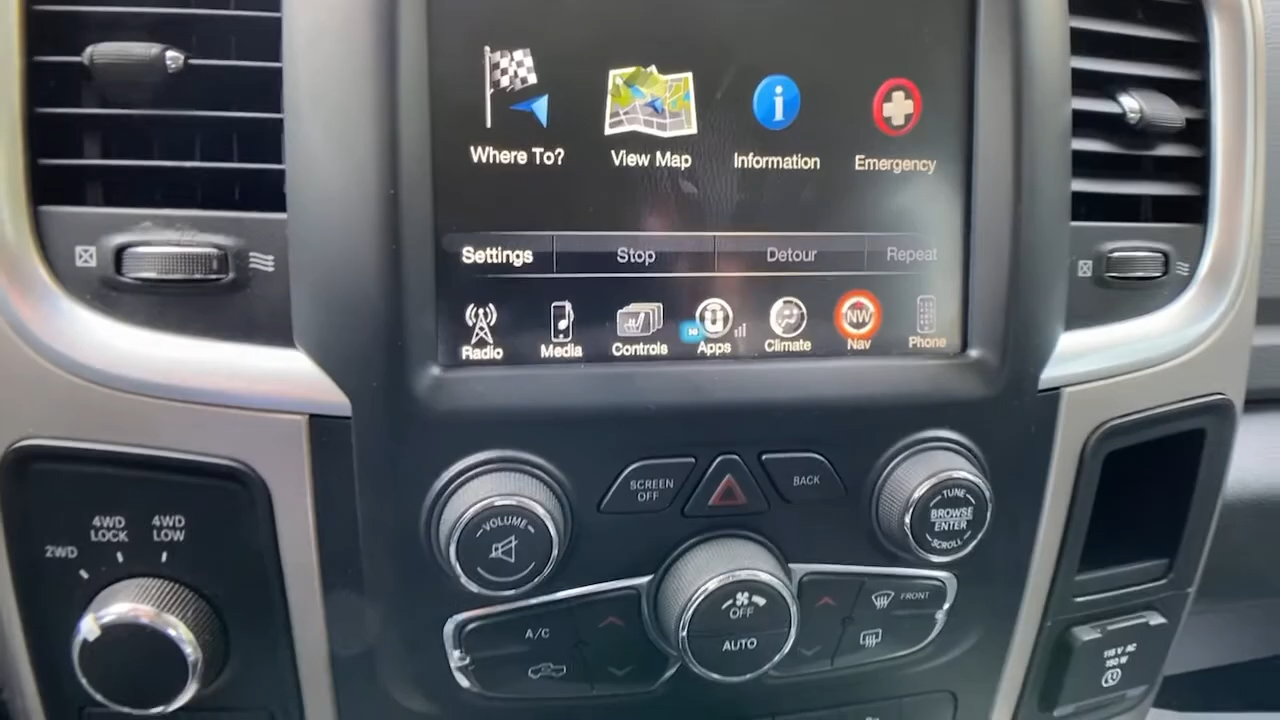 Where To?
View Map
Information
Emergency
Settings
Stop
Detour
Repeat
NW
Radio
Media
Controls
Apps
Climate
Nav
Phone
SCREEN
OFF
BACK
VOLUME
TUNE
BROWSE
ENTER
SCROLL
4WD
LOCK
4WD
LOW
2WD
OFF
AUTO
A/C
FRONT
115 V AC
150 W